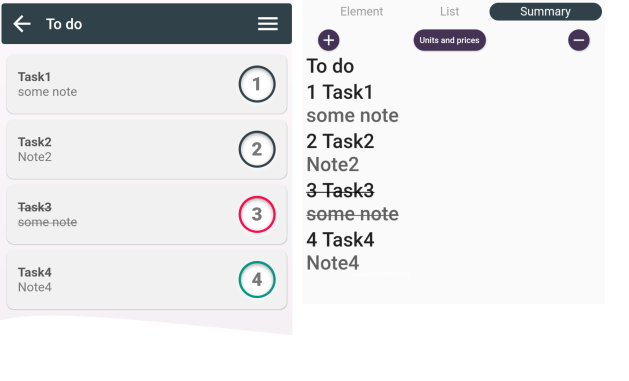 To do
Task1
some note
1
Task2
Note2
2
Task3
some note
3
Task4
Note4
4
Element List Summary
Units and prices
To do
1 Task1
some note
2 Task2
Note2
3 Task3
some note
4 Task4
Note4